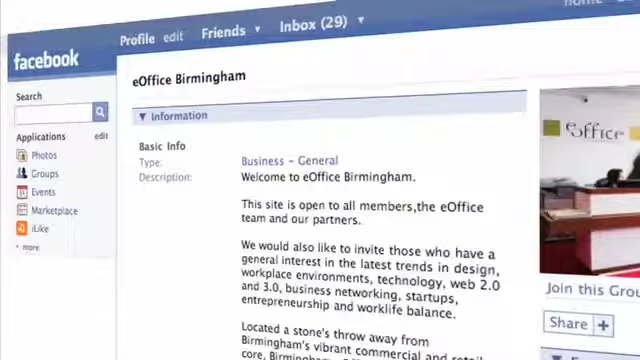 Profile edit Friends Inbox (29) home
facebook
eOffice Birmingham
Search
Information
Applications edit
Photos
Groups
Events
Marketplace
iLike
more
Basic Info
Type: Business - General
Description: Welcome to eOffice Birmingham.
This site is open to all members,the eOffice
team and our partners.
We would also like to invite those who have a
general interest in the latest trends in design,
workplace environments, technology, web 2.0
and 3.0, business networking, startups,
entrepreneurship and worklife balance.
Located a stone's throw away from
Birmingham's vibrant commercial and retail
core, Birmingham's
eoffice
Join this Grou
Share +